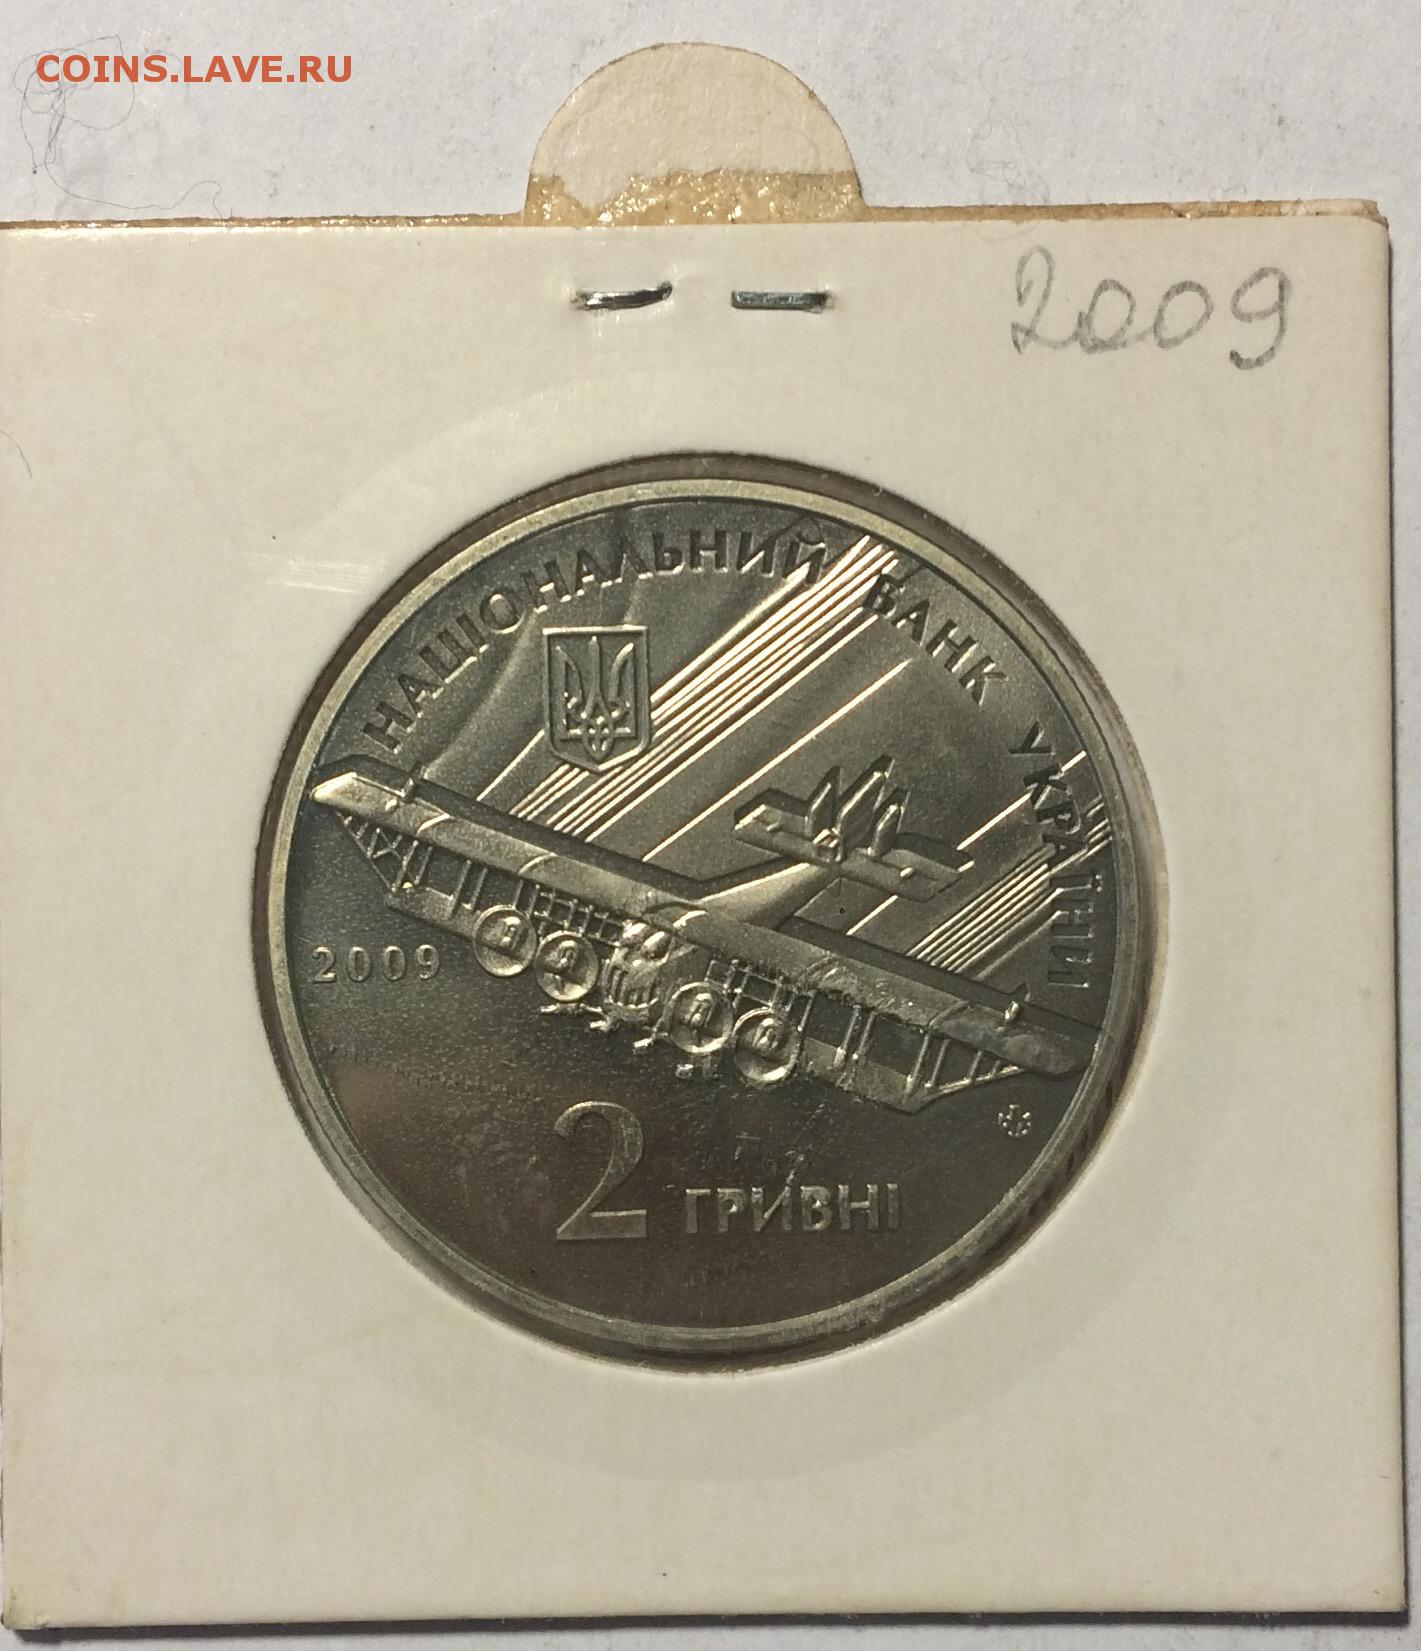 COINS.LAVE.RU
2009
НАЦІОНАЛЬНИЙ БАНК УКРАЇНИ
2009
2 ГРИВНІ